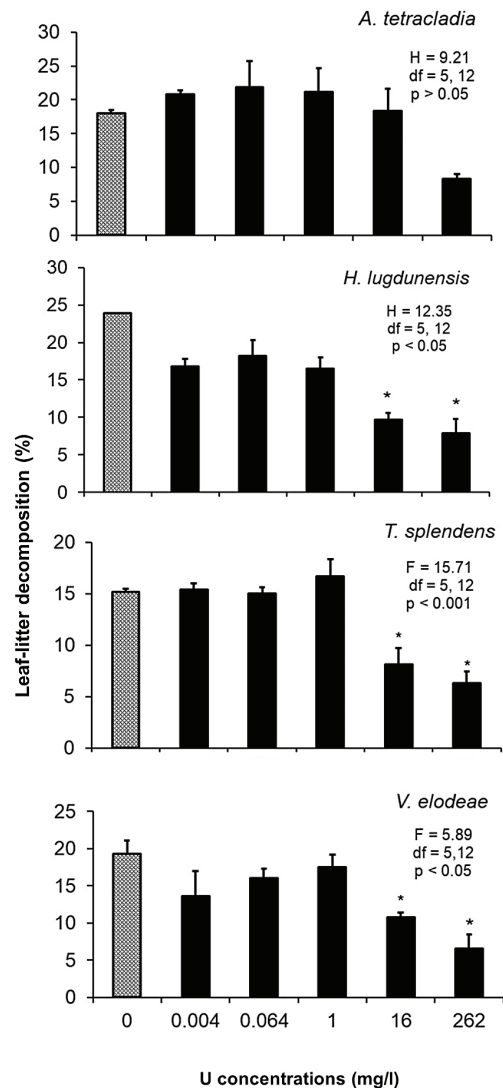 A. tetracladia
H = 9.21
df = 5, 12
p > 0.05
30
25
20
15
10
5
0
H. lugdunensis
H = 12.35
df = 5, 12
p < 0.05
30
25
20
15
10
5
0
*
*
Leaf-litter decomposition (%)
T. splendens
F = 15.71
df = 5, 12
p < 0.001
20
15
10
5
0
*
*
V. elodeae
F = 5.89
df = 5,12
p < 0.05
25
20
15
10
5
0
*
*
0 0.004 0.064 1 16 262
U concentrations (mg/l)